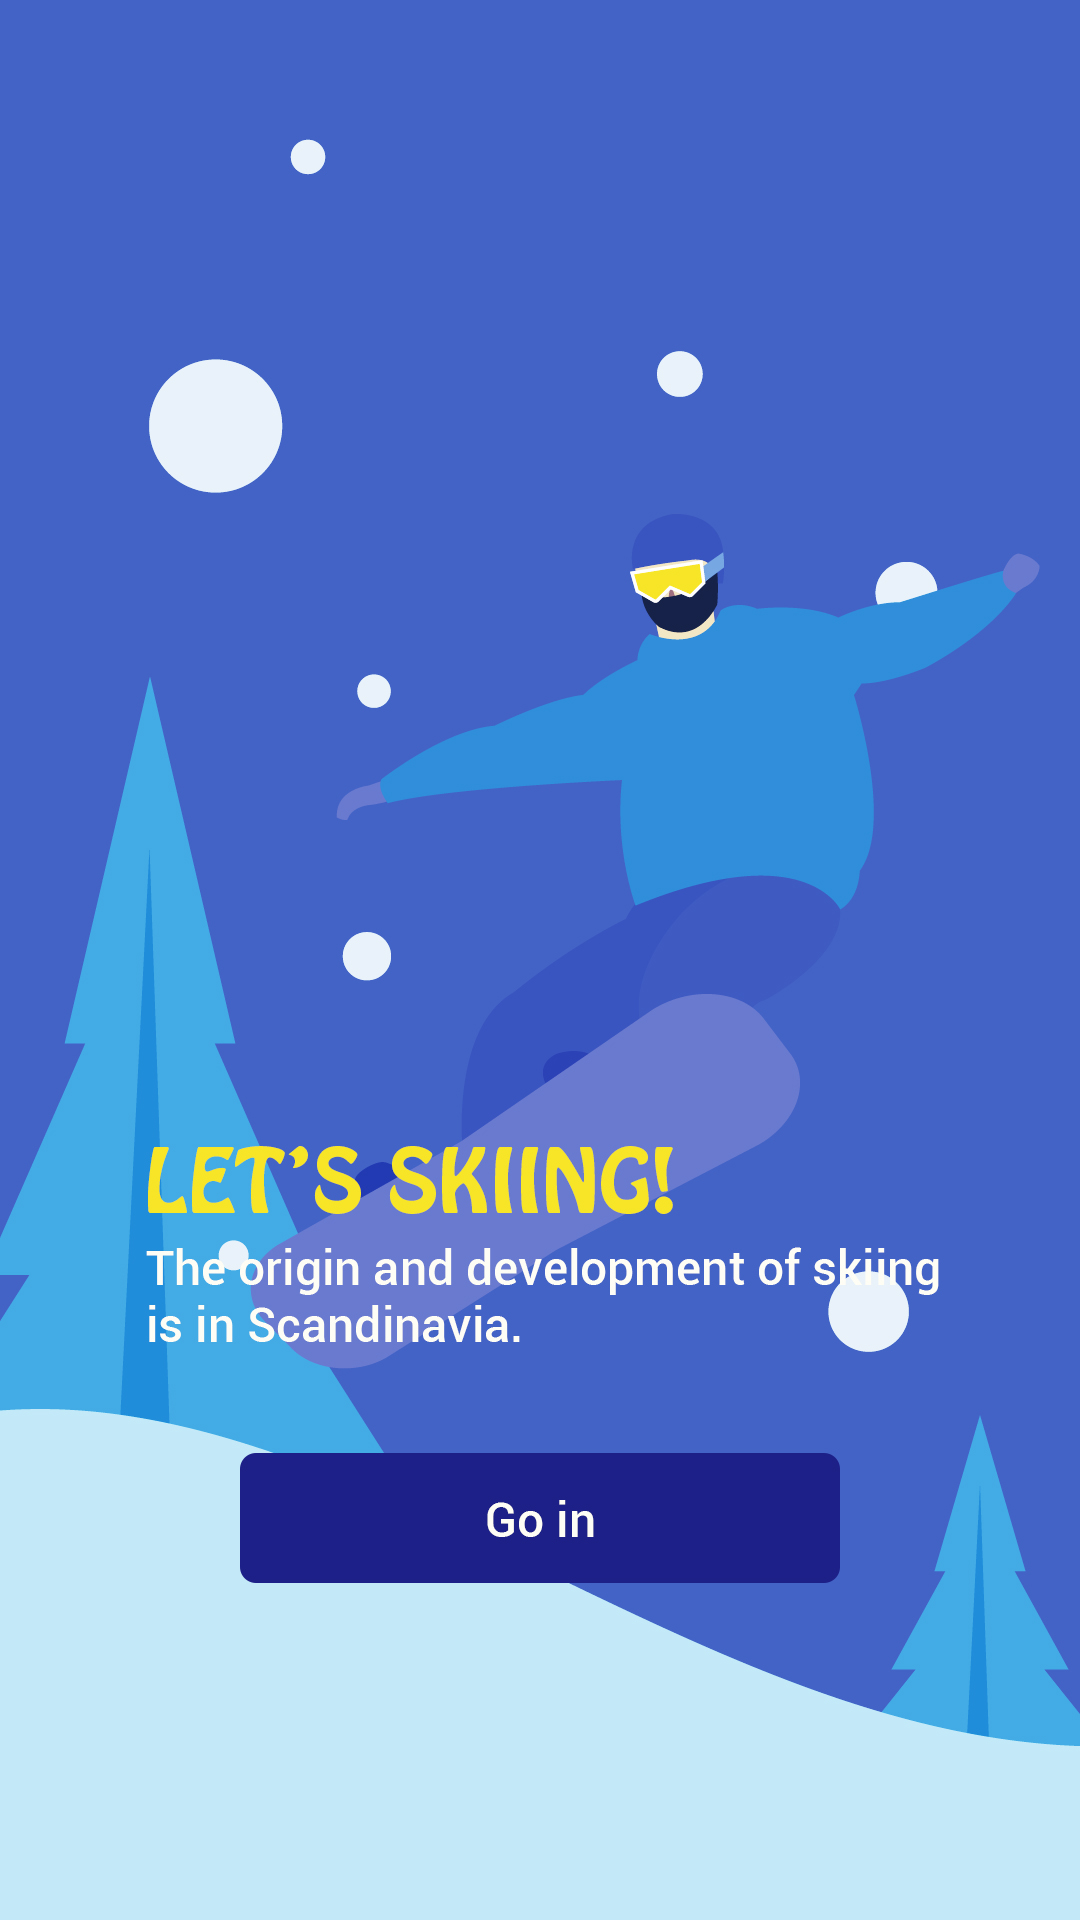 LET'S SKIING!
The origin and development of skiing
is in Scandinavia.
Go in